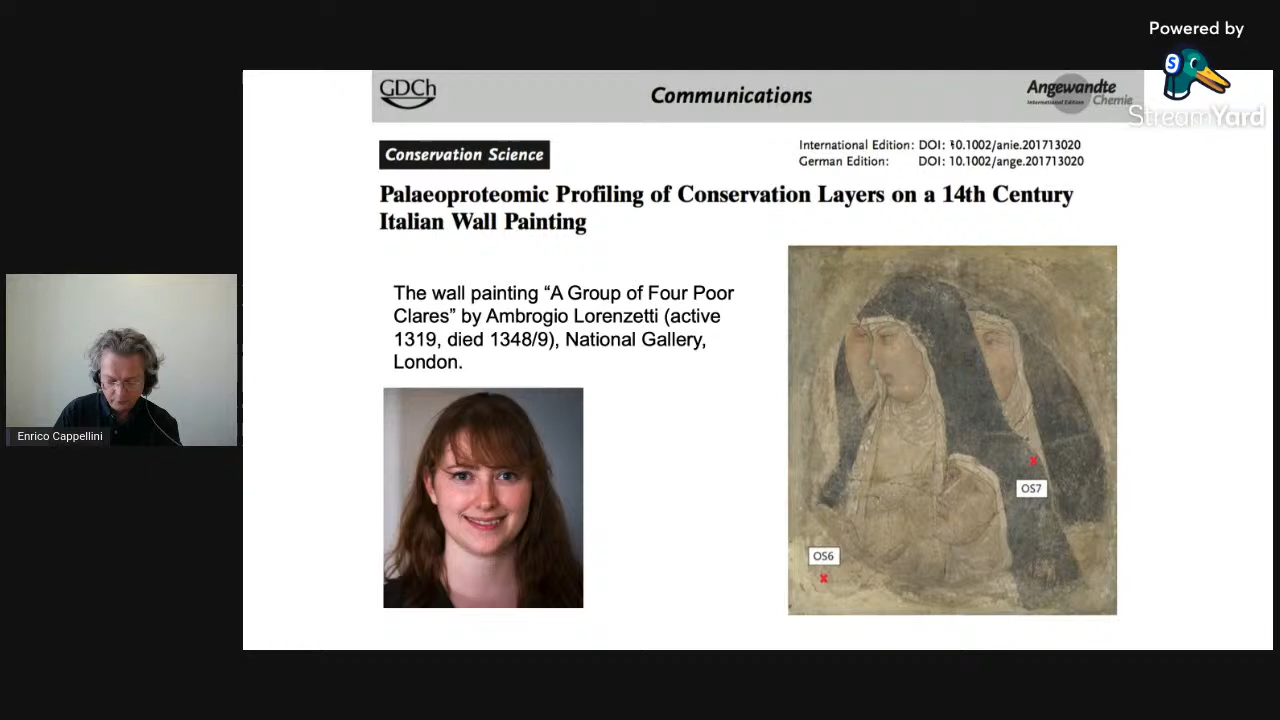 Powered by
S
StreamYard
GDCh
Communications
Angewandte
International Edition
Chemie
Conservation Science
International Edition: DOI: 10.1002/anie.201713020
German Edition: DOI: 10.1002/ange.201713020
Palaeoproteomic Profiling of Conservation Layers on a 14th Century
Italian Wall Painting
The wall painting “A Group of Four Poor
Clares” by Ambrogio Lorenzetti (active
1319, died 1348/9), National Gallery,
London.
OS7
OS6
Enrico Cappellini